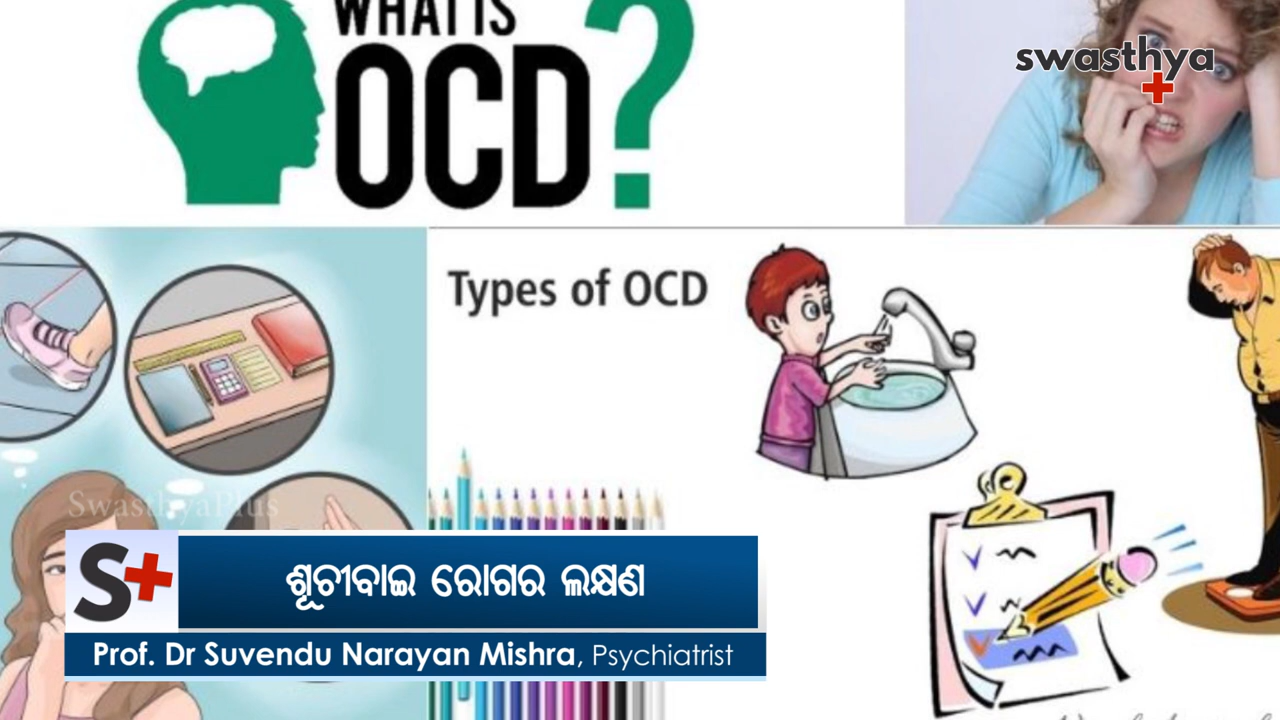 WHAT IS
OCD?
swasthya
Types of OCD
SwasthyaPlus
S+
ଶୂଚୀବାଇ ରୋଗର ଲକ୍ଷଣ
Prof. Dr Suvendu Narayan Mishra, Psychiatrist